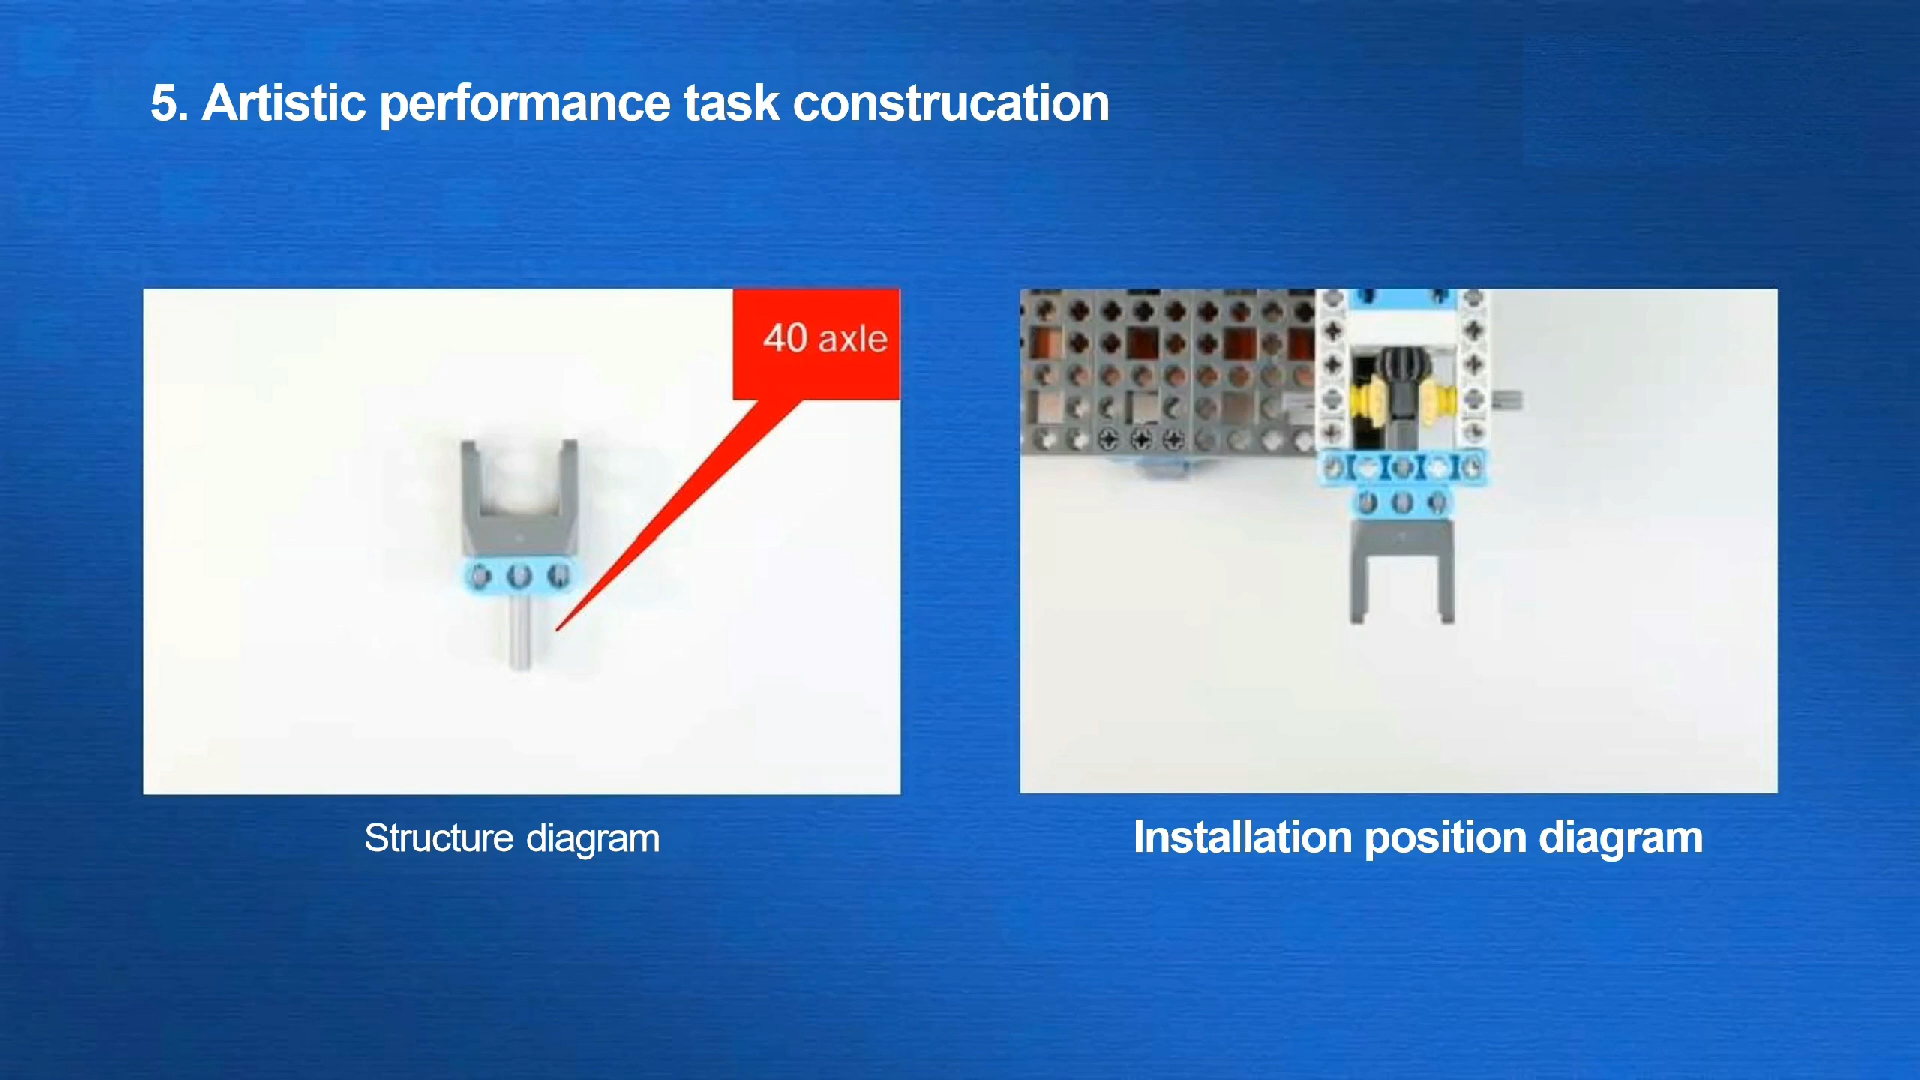 5. Artistic performance task construcation
40 axle
Structure diagram
Installation position diagram